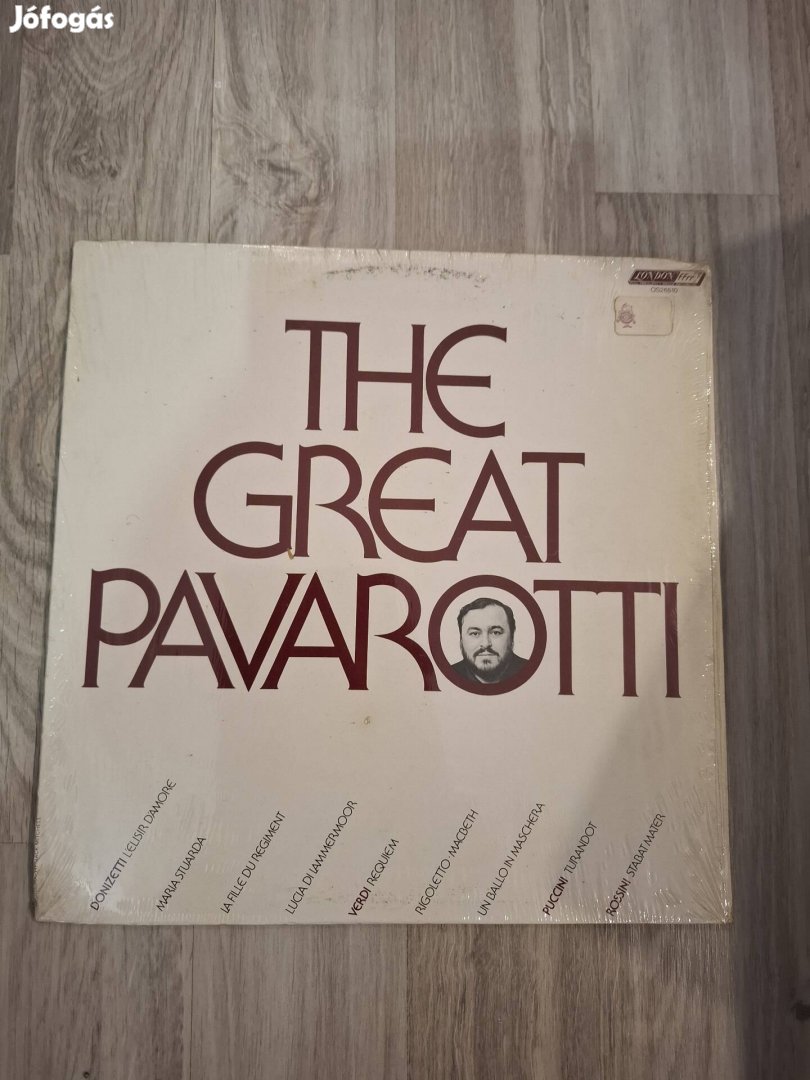 Jófogás
LONDON ffrr
OS26510
THE
GREAT
PAVAROTTI
DONIZETTI L'ELISIR D'AMORE
MARIA STUARDA
LA FILLE DU REGIMENT
LUCIA DI LAMMERMOOR
VERDI REQUIEM
RIGOLETTO · MACBETH
UN BALLO IN MASCHERA
PUCCINI TURANDOT
ROSSINI STABAT MATER